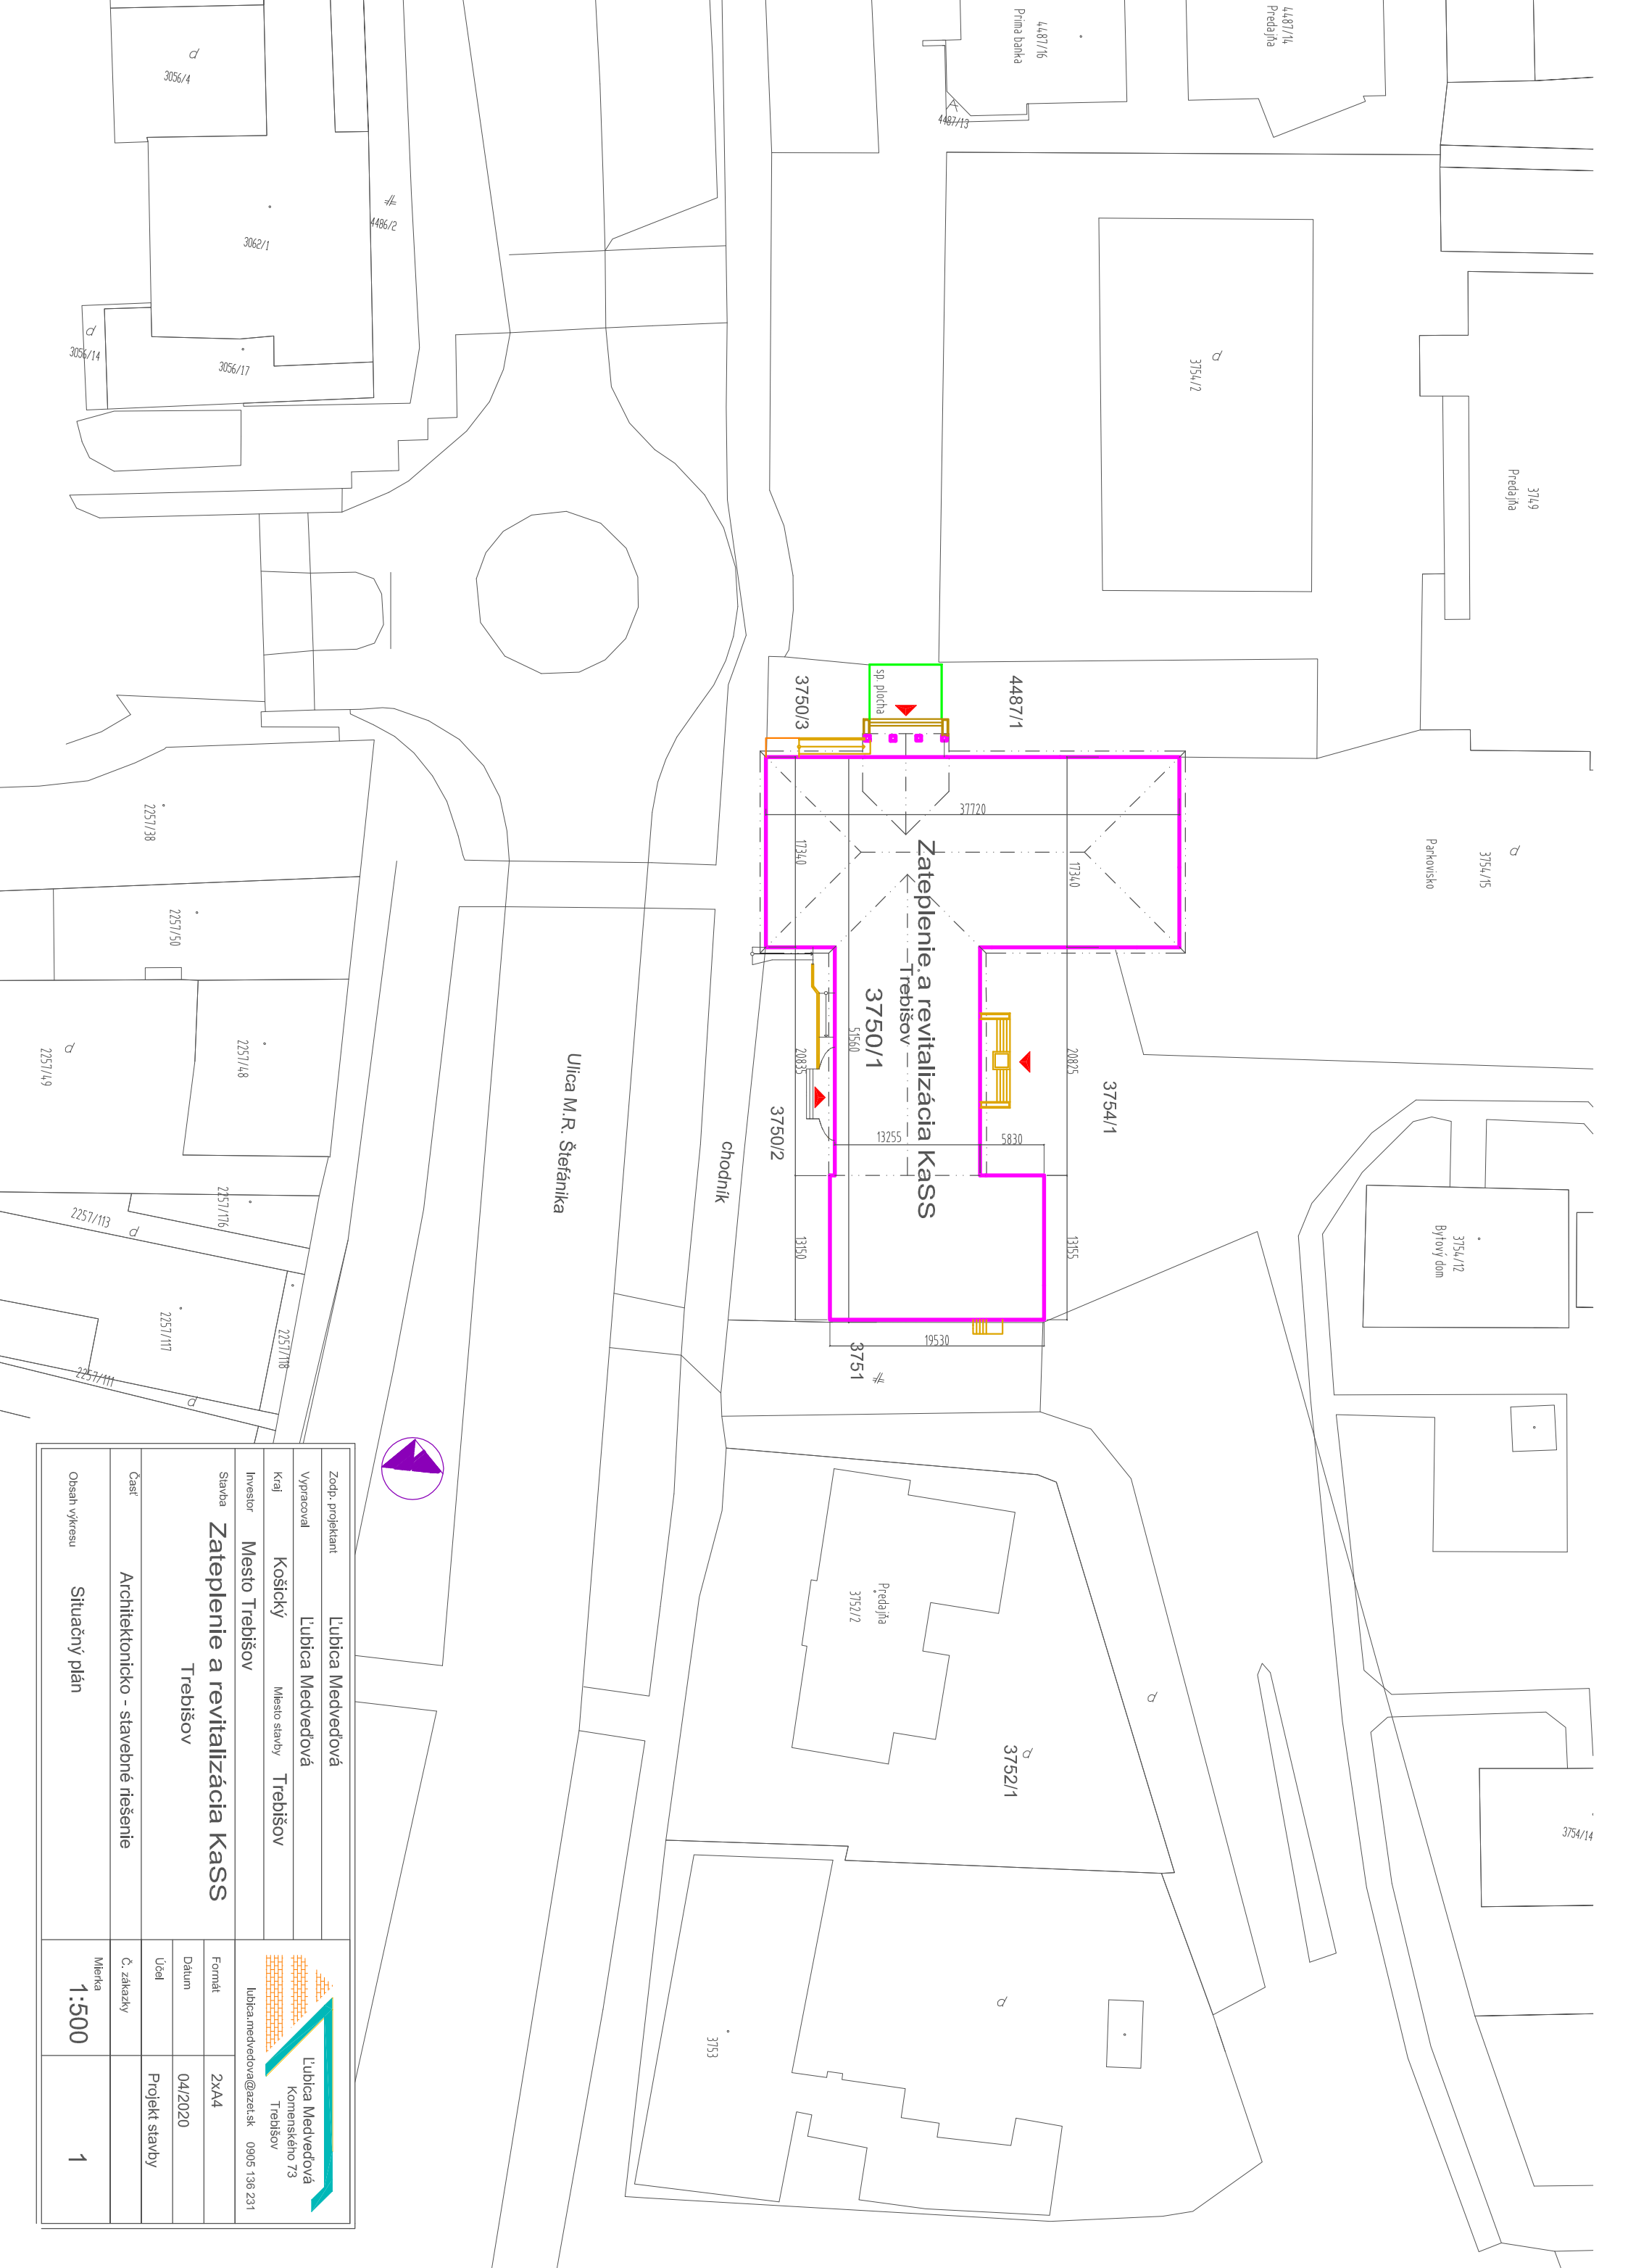 3056/4
3062/1
4486/2
3056/14
3056/17
4487/16
Prima banka
4487/13
4487/14
Predajňa
3754/2
3749
Predajňa
3754/15
Parkovisko
4487/1
3750/3
sp. plocha
37720
17340
17340
Zateplenie a revitalizácia KaSS
Trebišov
3750/1
51560
20835
20825
3754/1
3750/2
13255
5830
13150
13155
19530
3751
chodník
Ulica M.R. Štefánika
2257/38
2257/50
2257/48
2257/49
2257/176
2257/113
2257/117
2257/118
2257/111
3754/12
Bytový dom
Predajňa
3752/2
3752/1
3753
3754/14
Zodp. projektant Ľubica Medveďová
Vypracoval Ľubica Medveďová
Kraj Košický Miesto stavby Trebišov
Investor Mesto Trebišov
Stavba Zateplenie a revitalizácia KaSS
Trebišov
Časť Architektonicko - stavebné riešenie
Obsah výkresu Situačný plán
Ľubica Medveďová
Komenského 73
Trebišov
lubica.medvedova@azet.sk 0905 136 231
Formát 2xA4
Dátum 04/2020
Účel Projekt stavby
Č. zákazky
Mierka
1:500
1